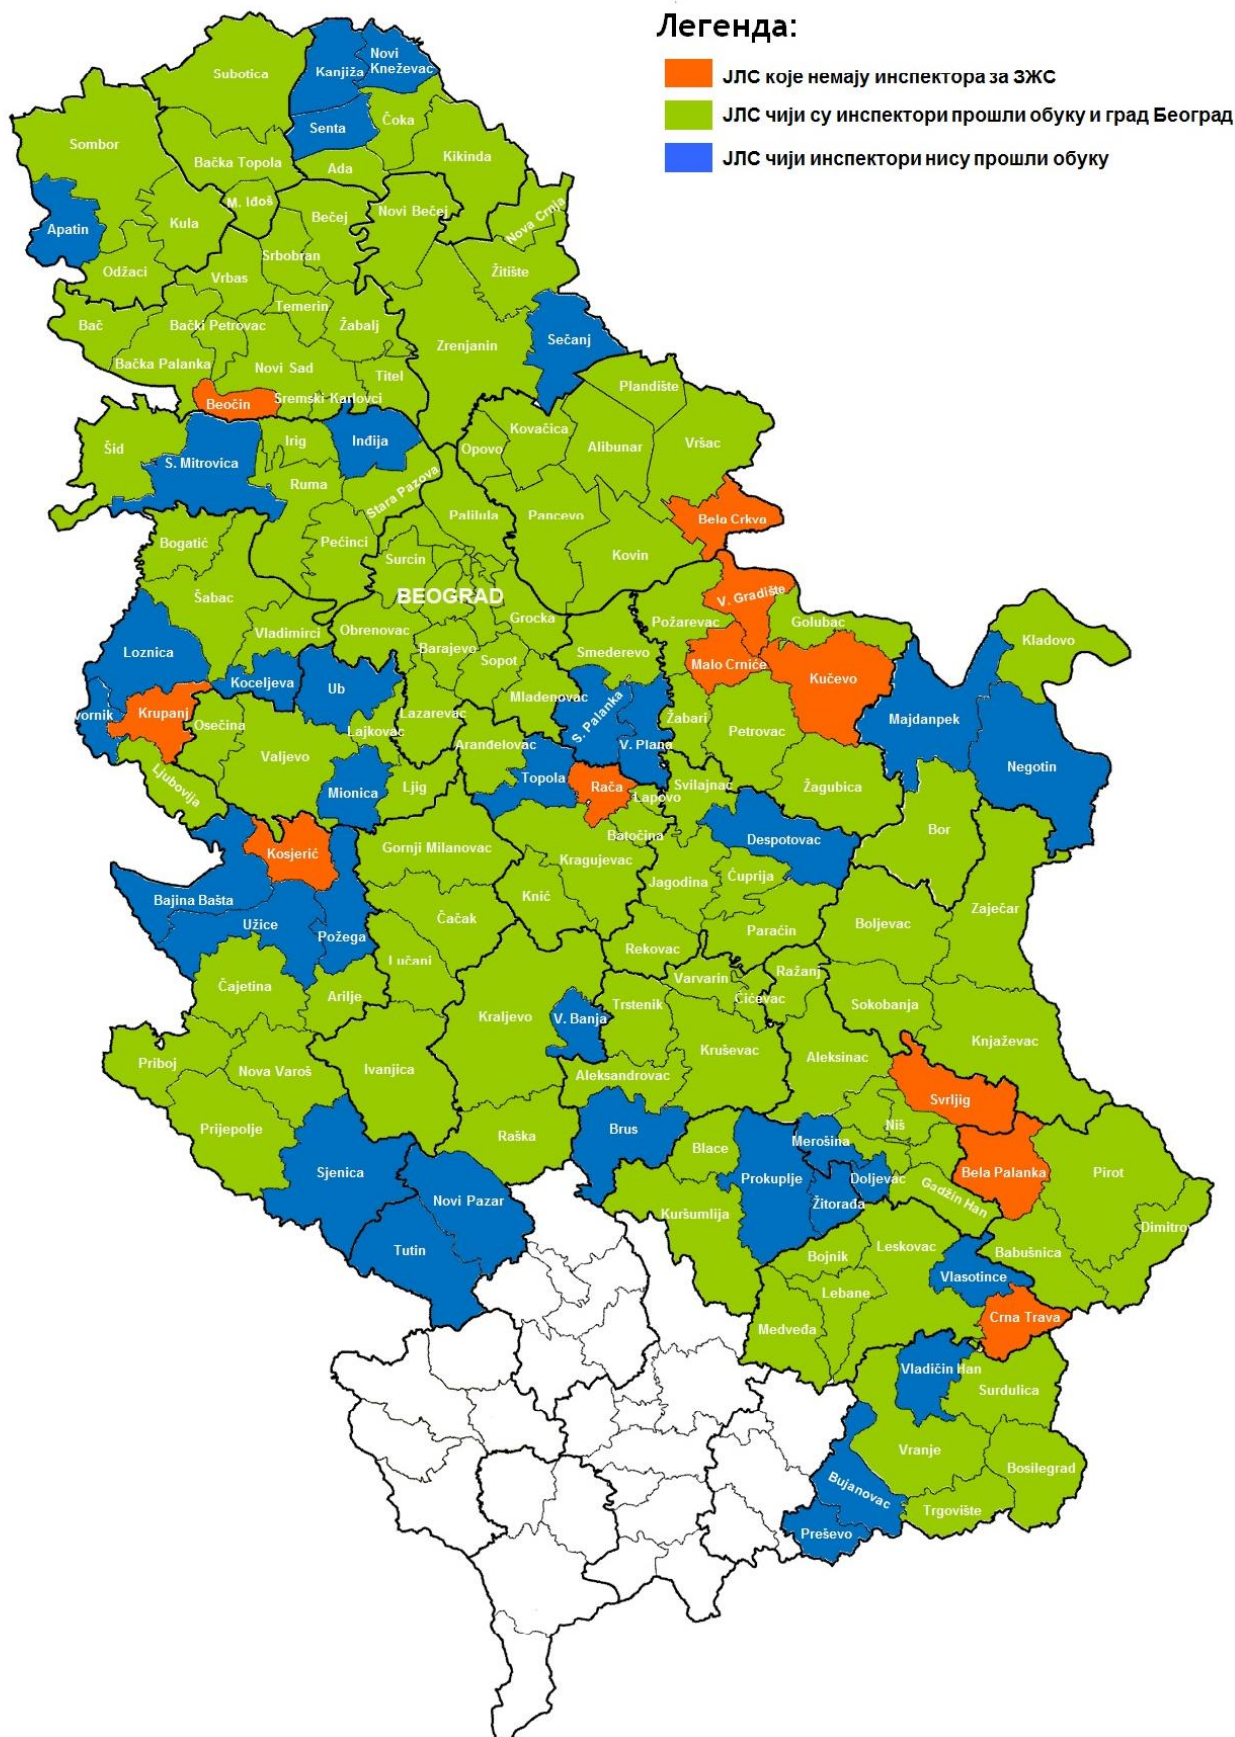 Легенда:
ЈЛС које немају инспектора за ЗЖС
ЈЛС чији су инспектори прошли обуку и град Београд
ЈЛС чији инспектори нису прошли обуку
Subotica
Kanjiža
Novi
Kneževac
Senta
Čoka
Sombor
Bačka Topola
Ada
Kikinda
Apatin
Kula
M. Iđoš
Bečej
Novi Bečej
Nova Crnja
Odžaci
Srbobran
Vrbas
Žitište
Temerin
Bač
Bački Petrovac
Žabalj
Zrenjanin
Sečanj
Bačka Palanka
Novi Sad
Titel
Plandište
Beočin
Sremski Karlovci
Kovačica
Šid
Irig
Inđija
Opovo
Alibunar
Vršac
S. Mitrovica
Ruma
Stara Pazova
Palilula
Pancevo
Bela Crkva
Bogatić
Pećinci
Surcin
Kovin
Šabac
BEOGRAD
V. Gradište
Vladimirci
Obrenovac
Grocka
Požarevac
Golubac
Loznica
Barajevo
Sopot
Smederevo
Malo Crniće
Kladovo
Koceljeva
Ub
Mladenovac
Kučevo
vornik
Krupanj
Osečina
Lajkovac
Lazarevac
S. Palanka
Žabari
Petrovac
Majdanpek
Valjevo
Aranđelovac
V. Plana
Negotin
Ljubovija
Mionica
Ljig
Topola
Rača
Svilajnac
Žagubica
Lapovo
Kosjerić
Gornji Milanovac
Batočina
Despotovac
Bor
Kragujevac
Bajina Bašta
Knić
Jagodina
Ćuprija
Užice
Čačak
Zaječar
Požega
Paraćin
Boljevac
Lučani
Rekovac
Čajetina
Arilje
Varvarin
Ražanj
Kraljevo
V. Banja
Trstenik
Ćićevac
Sokobanja
Priboj
Nova Varoš
Ivanjica
Kruševac
Aleksinac
Knjaževac
Aleksandrovac
Svrljig
Prijepolje
Raška
Brus
Blace
Merošina
Niš
Sjenica
Prokuplje
Doljevac
Bela Palanka
Pirot
Novi Pazar
Žitorađa
Gadžin Han
Kuršumlija
Dimitrov
Tutin
Bojnik
Leskovac
Babušnica
Vlasotince
Lebane
Medveđa
Crna Trava
Vladičin Han
Surdulica
Vranje
Bosilegrad
Bujanovac
Trgovište
Preševo